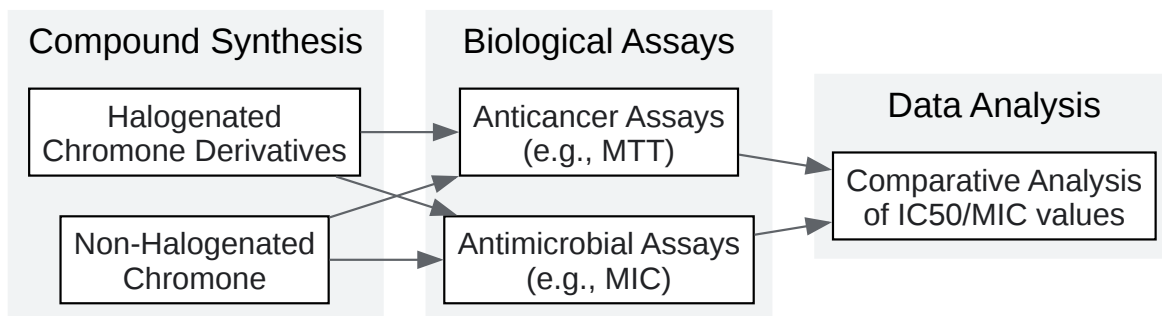 Compound Synthesis
Halogenated
Chromone Derivatives
Non-Halogenated
Chromone
Biological Assays
Anticancer Assays
(e.g., MTT)
Antimicrobial Assays
(e.g., MIC)
Data Analysis
Comparative Analysis
of IC50/MIC values